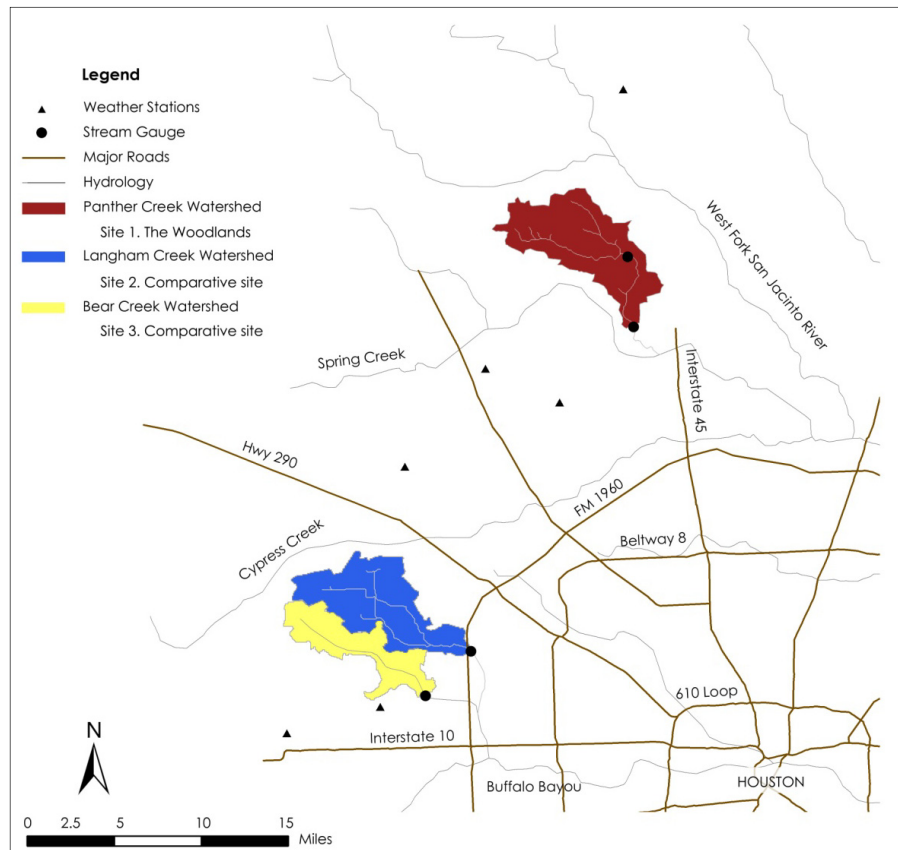 Legend
Weather Stations
Stream Gauge
Major Roads
Hydrology
Panther Creek Watershed
Site 1. The Woodlands
Langham Creek Watershed
Site 2. Comparative site
Bear Creek Watershed
Site 3. Comparative site
West Fork San Jacinto River
Spring Creek
Interstate 45
Hwy 290
FM 1960
Cypress Creek
Beltway 8
610 Loop
N
Interstate 10
Buffalo Bayou
HOUSTON
0 2.5 5 10 15
Miles